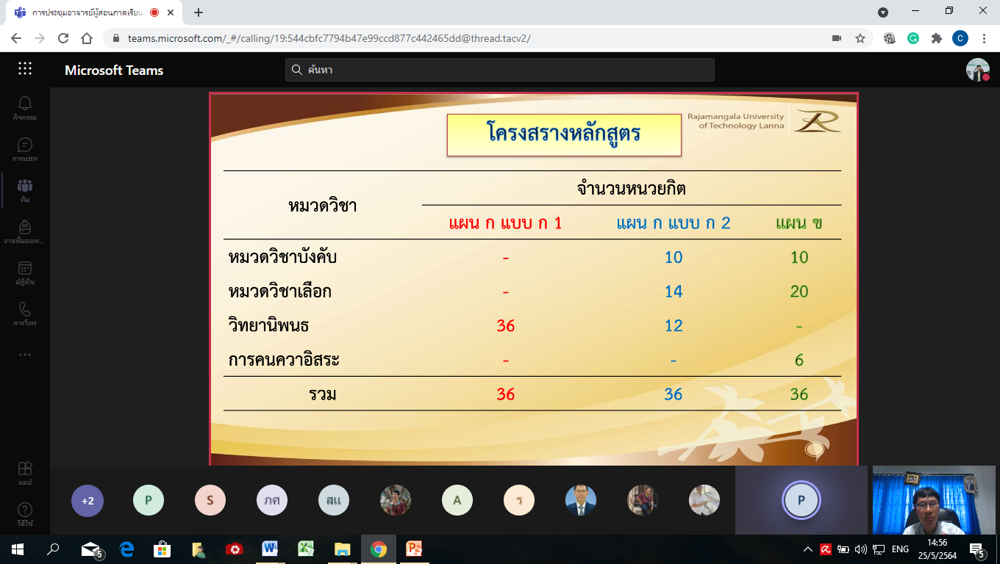 การประชุมอาจารย์ผู้สอนภาคเรียน
teams.microsoft.com/_#/calling/19:544cbfc7794b47e99ccd877c442465dd@thread.tacv2/
C
Microsoft Teams
ค้นหา
กิจกรรม
การแชท
ทีม
งานที่มอบห...
ปฏิทิน
การโทร
แอป
วิธีใช้
Rajamangala University
of Technology Lanna
โครงสรางหลักสูตร
หมวดวิชา จำนวนหนวยกิต
แผน ก แบบ ก 1 แผน ก แบบ ก 2 แผน ข
หมวดวิชาบังคับ - 10 10
หมวดวิชาเลือก - 14 20
วิทยานิพนธ 36 12 -
การคนควาอิสระ - - 6
รวม 36 36 36
+2 P S ภศ สแ A ร P
5 ENG 14:56 5
25/5/2564